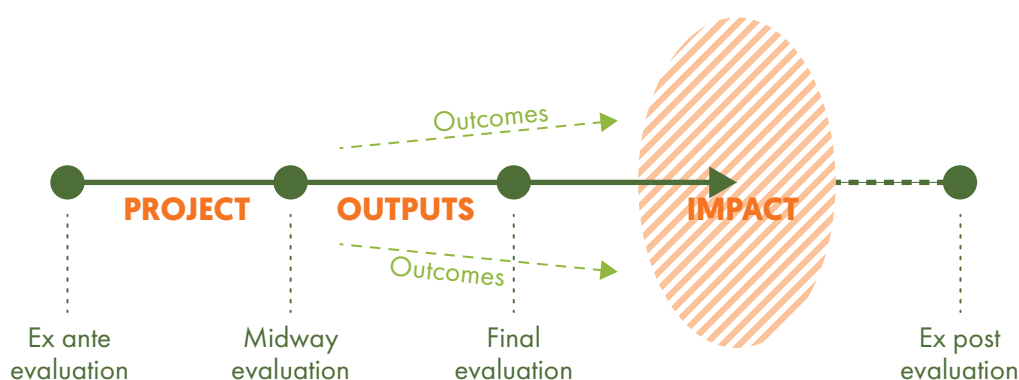 Outcomes
PROJECT
OUTPUTS
IMPACT
Outcomes
Ex ante
evaluation
Midway
evaluation
Final
evaluation
Ex post
evaluation